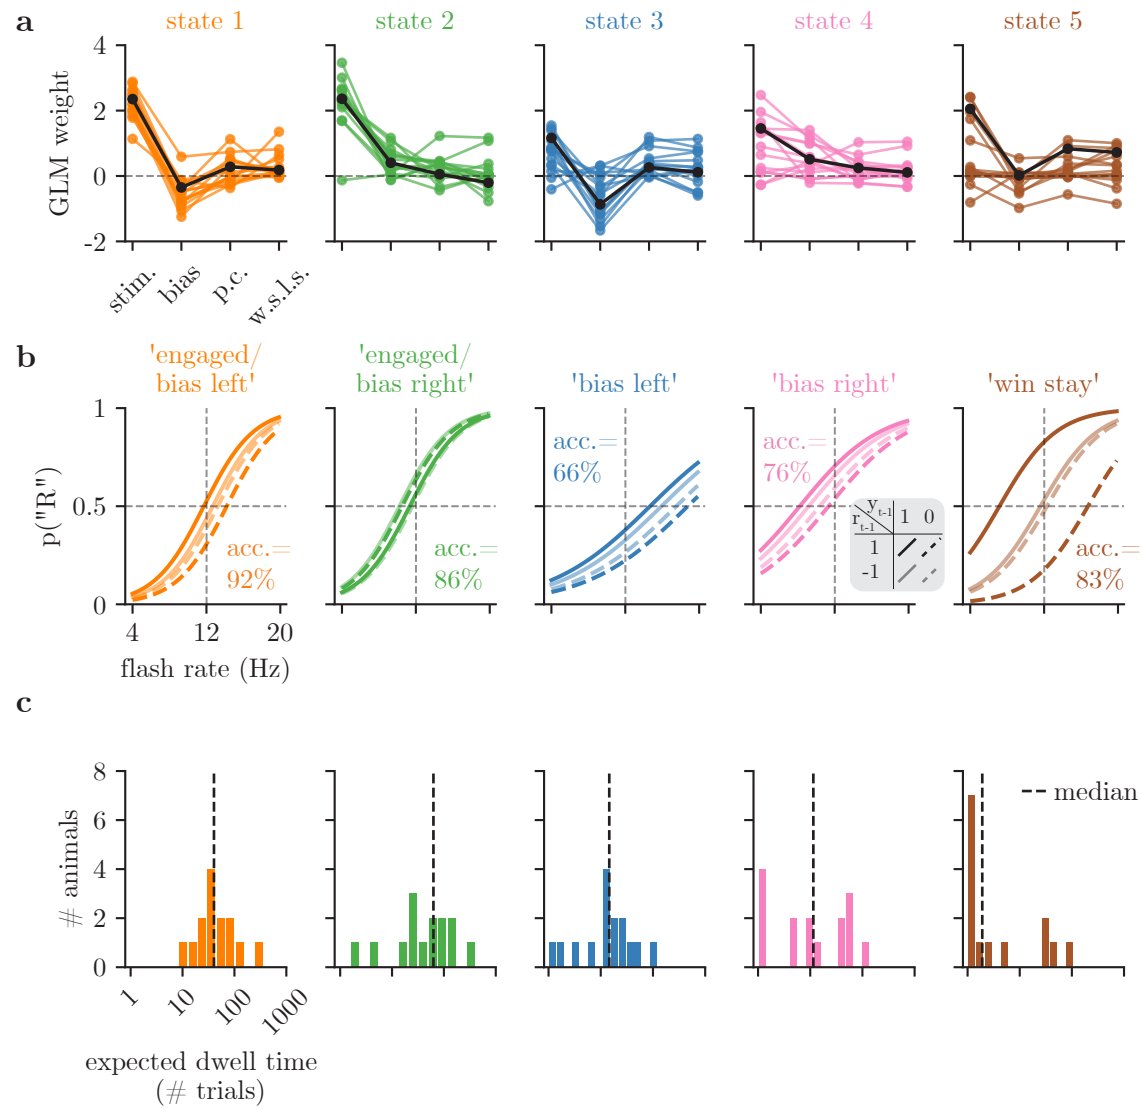 a
state 1
state 2
state 3
state 4
state 5
GLM weight
4
2
0
-2
stim.
bias
p.c.
w.s.l.s.
b
'engaged/
bias left'
'engaged/
bias right'
'bias left'
'bias right'
'win stay'
p("R")
1
0.5
0
acc.=
92%
acc.=
86%
acc.=
66%
acc.=
76%
acc.=
83%
y t-1
r t-1
1 0
1
-1
4 12 20
flash rate (Hz)
c
# animals
8
6
4
2
0
median
1 10 100 1000
expected dwell time
(# trials)